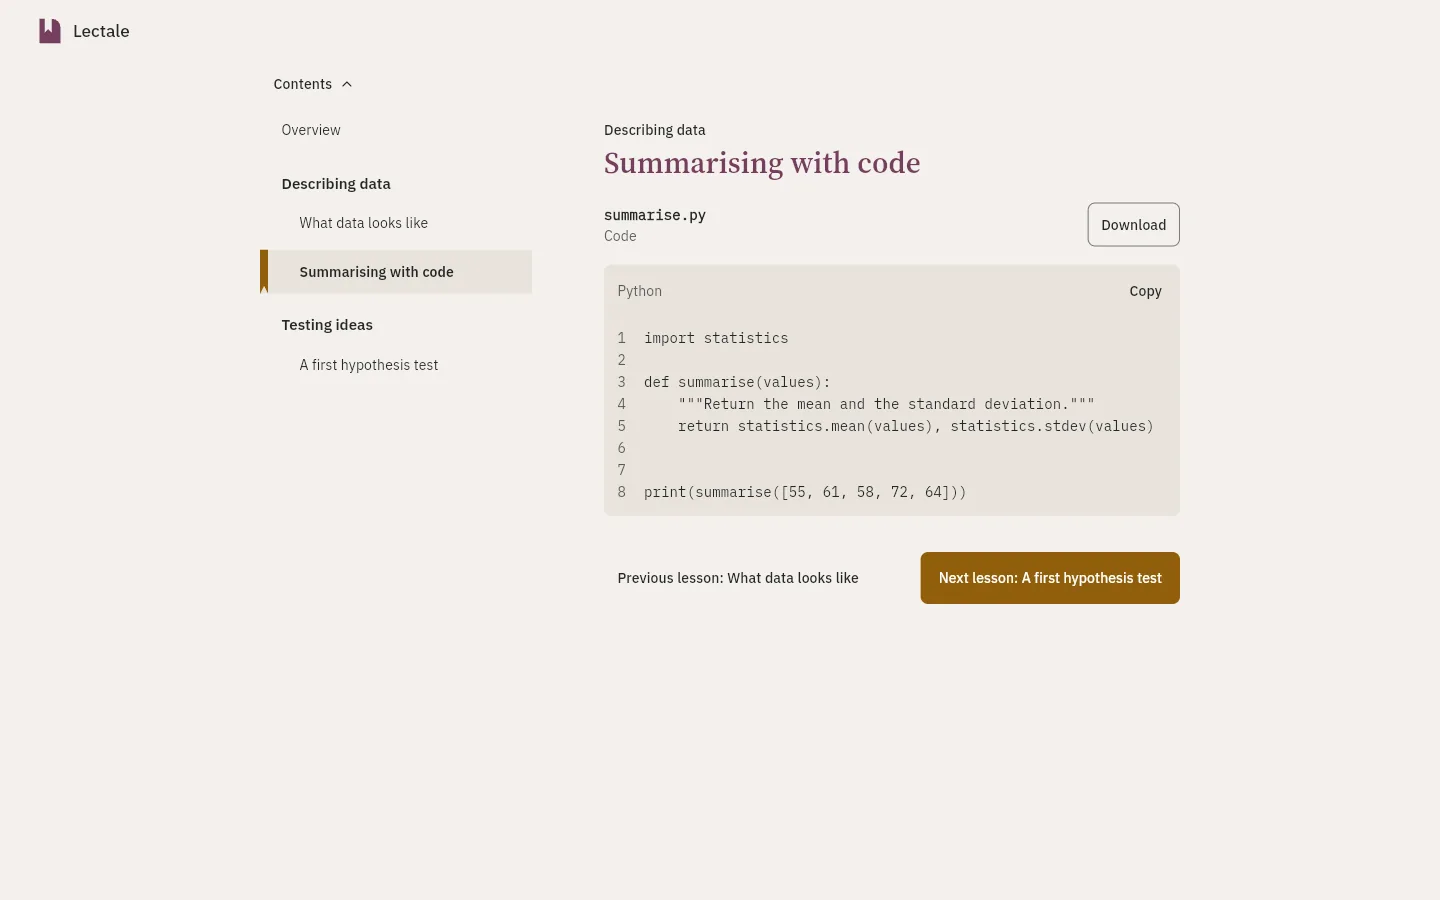 Lectale
Contents
Overview
Describing data
What data looks like
Summarising with code
Testing ideas
A first hypothesis test
Describing data
Summarising with code
summarise.py
Code
Download
Python
Copy
1 import statistics
2
3 def summarise(values):
4     """Return the mean and the standard deviation."""
5     return statistics.mean(values), statistics.stdev(values)
6
7
8 print(summarise([55, 61, 58, 72, 64]))
Previous lesson: What data looks like
Next lesson: A first hypothesis test